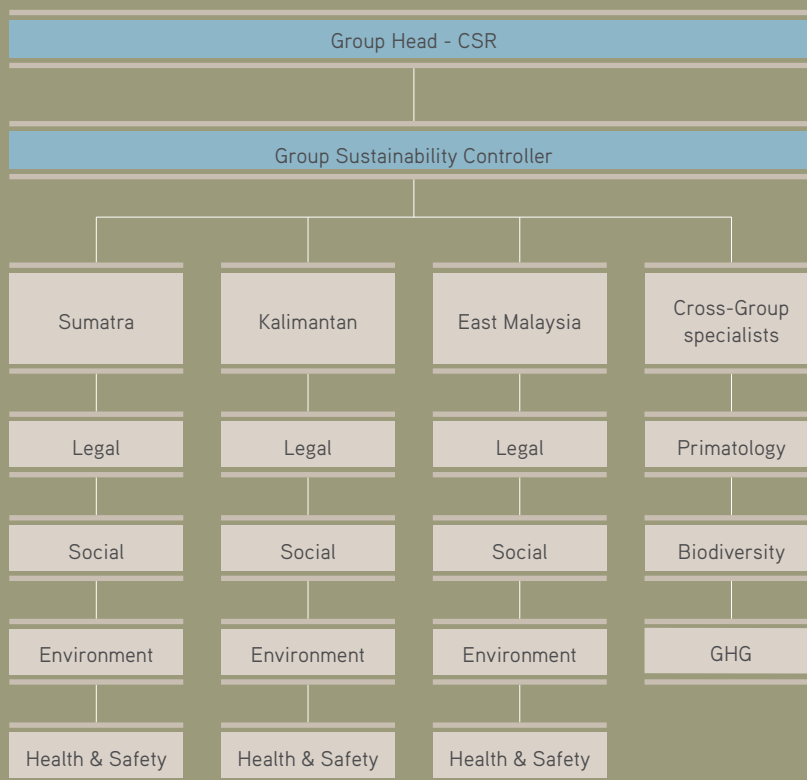 Group Head - CSR
Group Sustainability Controller
Sumatra
Kalimantan
East Malaysia
Cross-Group
specialists
Legal
Legal
Legal
Primatology
Social
Social
Social
Biodiversity
Environment
Environment
Environment
GHG
Health & Safety
Health & Safety
Health & Safety